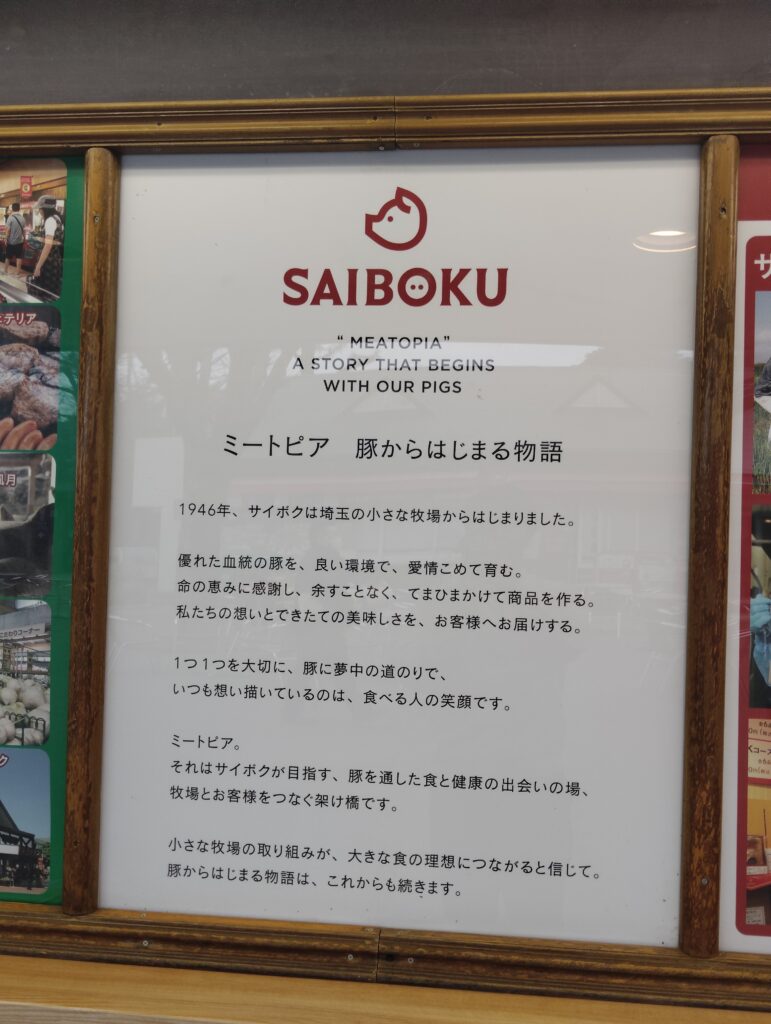 SAIBOKU
“ MEATOPIA”
A STORY THAT BEGINS
WITH OUR PIGS
ミートピア 豚からはじまる物語
1946年、サイボクは埼玉の小さな牧場からはじまりました。
優れた血統の豚を、良い環境で、愛情こめて育む。
命の恵みに感謝し、余すことなく、てまひまかけて商品を作る。
私たちの想いとできたての美味しさを、お客様へお届けする。
1つ1つを大切に、豚に夢中の道のりで、
いつも想い描いているのは、食べる人の笑顔です。
ミートピア。
それはサイボクが目指す、豚を通した食と健康の出会いの場、
牧場とお客様をつなぐ架け橋です。
小さな牧場の取り組みが、大きな食の理想につながると信じて。
豚からはじまる物語は、これからも続きます。